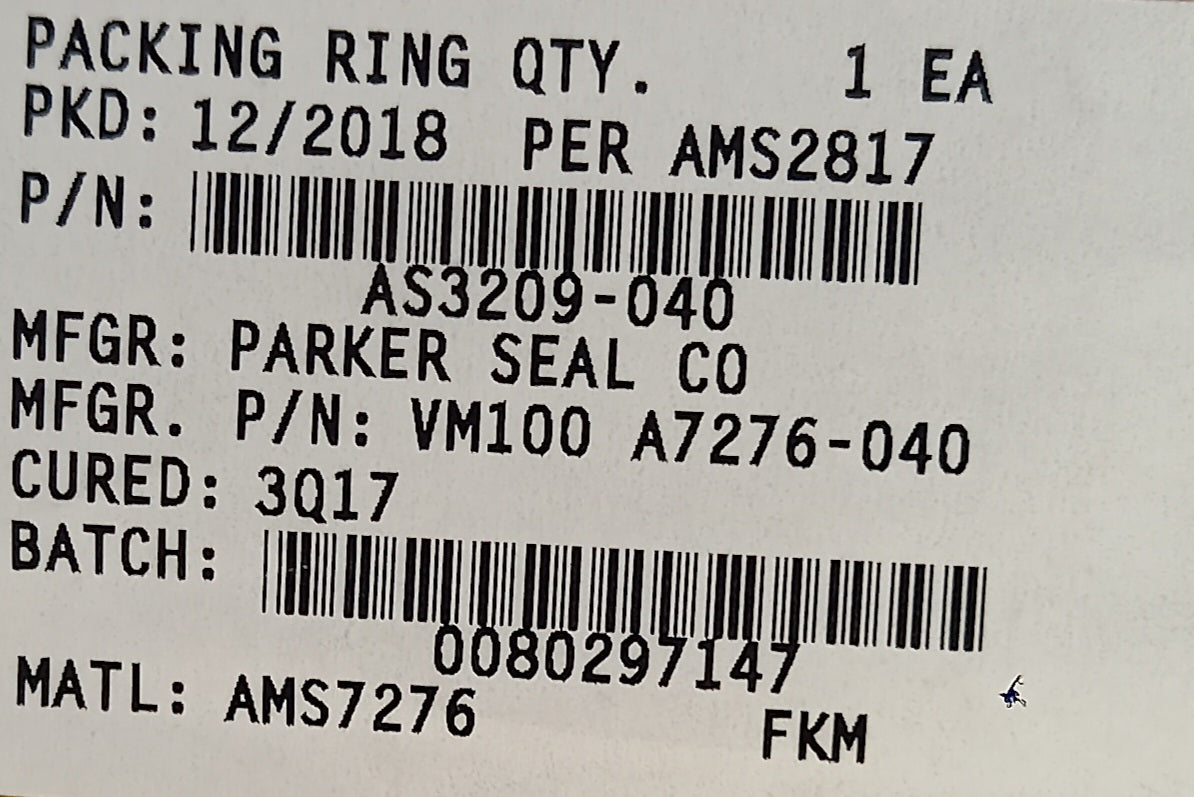 PACKING RING QTY. 1 EA
PKD: 12/2018 PER AMS2817
P/N:
AS3209-040
MFGR: PARKER SEAL CO
MFGR. P/N: VM100 A7276-040
CURED: 3Q17
BATCH:
0080297147
MATL: AMS7276 FKM